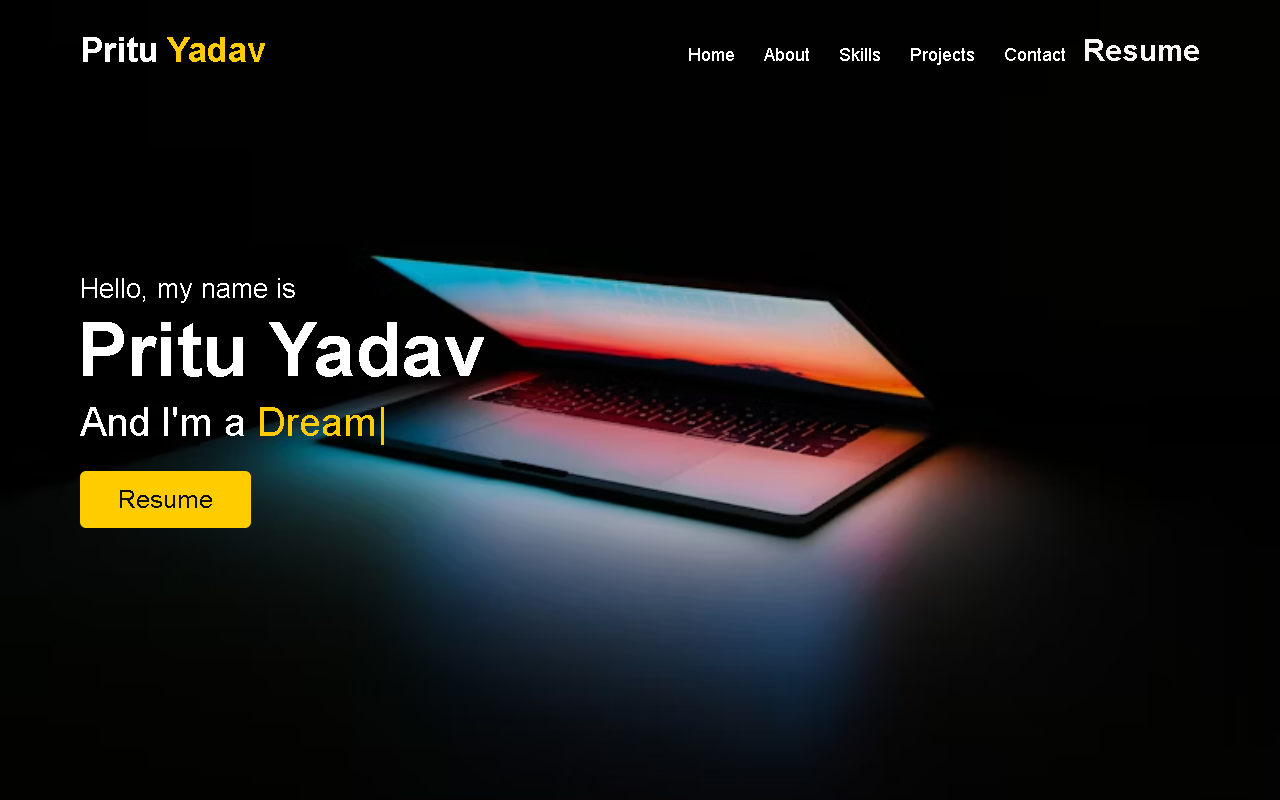 Pritu Yadav
Home About Skills Projects Contact Resume
Hello, my name is
Pritu Yadav
And I'm a Dream|
Resume